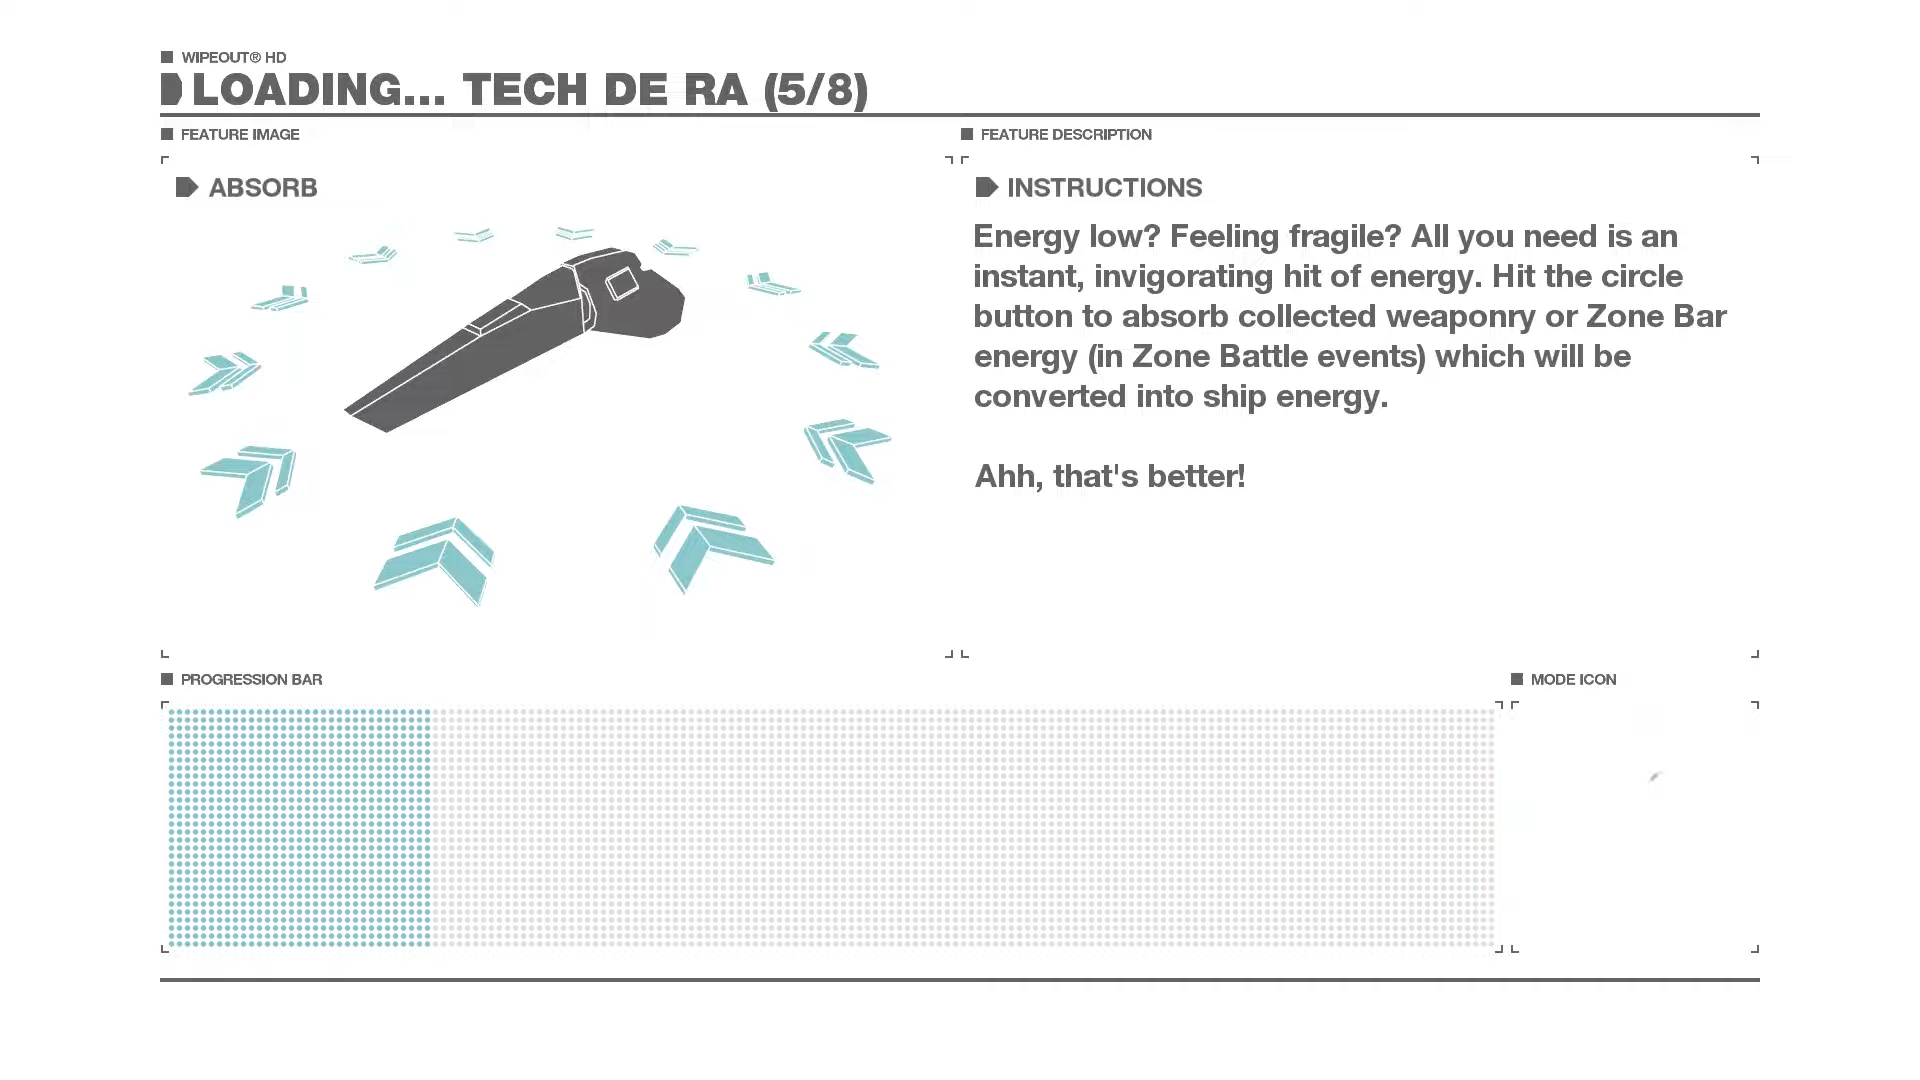 WIPEOUT® HD
LOADING... TECH DE RA (5/8)
FEATURE IMAGE
ABSORB
FEATURE DESCRIPTION
INSTRUCTIONS
Energy low? Feeling fragile? All you need is an
instant, invigorating hit of energy. Hit the circle
button to absorb collected weaponry or Zone Bar
energy (in Zone Battle events) which will be
converted into ship energy.
Ahh, that's better!
PROGRESSION BAR
MODE ICON